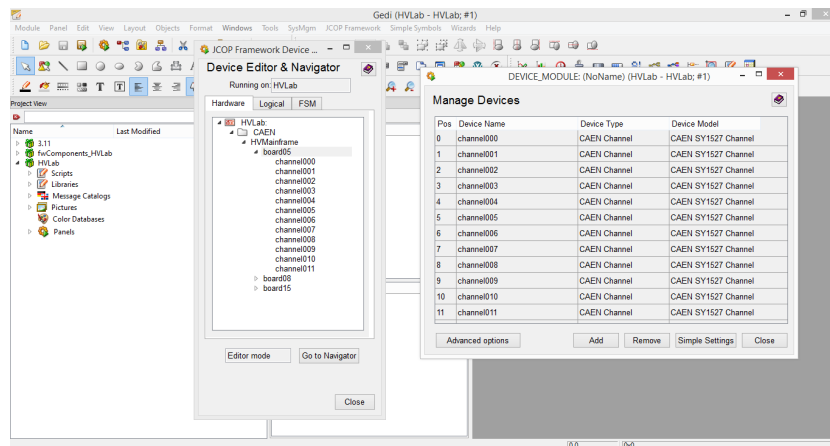 Gedi (HVLab - HVLab; #1)
Module Panel Edit View Layout Objects Format Windows Tools SysMgm JCOP Framework Simple Symbols Wizards Help
Project View
Name Last Modified
3.11
fwComponents_HVLab
HVLab
Scripts
Libraries
Message Catalogs
Pictures
Color Databases
Panels
JCOP Framework Device ...
Device Editor & Navigator
Running on: HVLab
Hardware Logical FSM
HVLab:
CAEN
HVMainframe
board05
channel000
channel001
channel002
channel003
channel004
channel005
channel006
channel007
channel008
channel009
channel010
channel011
board08
board15
Editor mode Go to Navigator
Close
DEVICE_MODULE: (NoName) (HVLab - HVLab; #1)
Manage Devices
Pos Device Name Device Type Device Model
0 channel000 CAEN Channel CAEN SY1527 Channel
1 channel001 CAEN Channel CAEN SY1527 Channel
2 channel002 CAEN Channel CAEN SY1527 Channel
3 channel003 CAEN Channel CAEN SY1527 Channel
4 channel004 CAEN Channel CAEN SY1527 Channel
5 channel005 CAEN Channel CAEN SY1527 Channel
6 channel006 CAEN Channel CAEN SY1527 Channel
7 channel007 CAEN Channel CAEN SY1527 Channel
8 channel008 CAEN Channel CAEN SY1527 Channel
9 channel009 CAEN Channel CAEN SY1527 Channel
10 channel010 CAEN Channel CAEN SY1527 Channel
11 channel011 CAEN Channel CAEN SY1527 Channel
Advanced options Add Remove Simple Settings Close